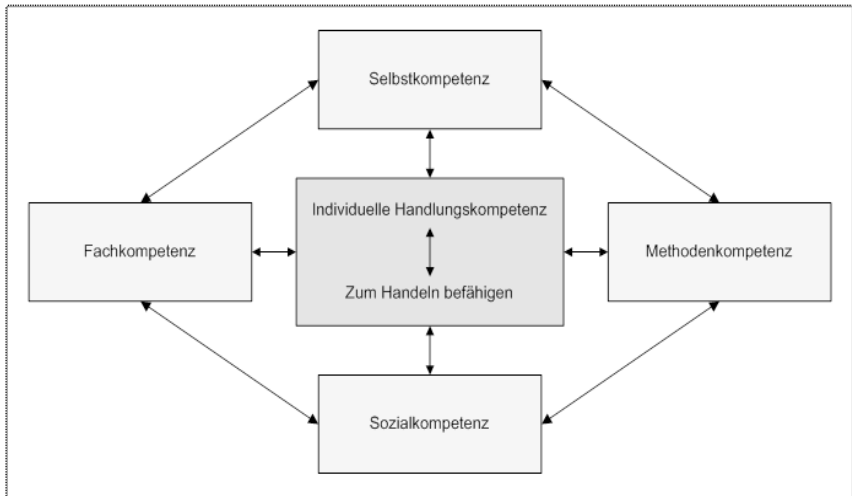 Selbstkompetenz
Individuelle Handlungskompetenz
Fachkompetenz
Methodenkompetenz
Zum Handeln befähigen
Sozialkompetenz